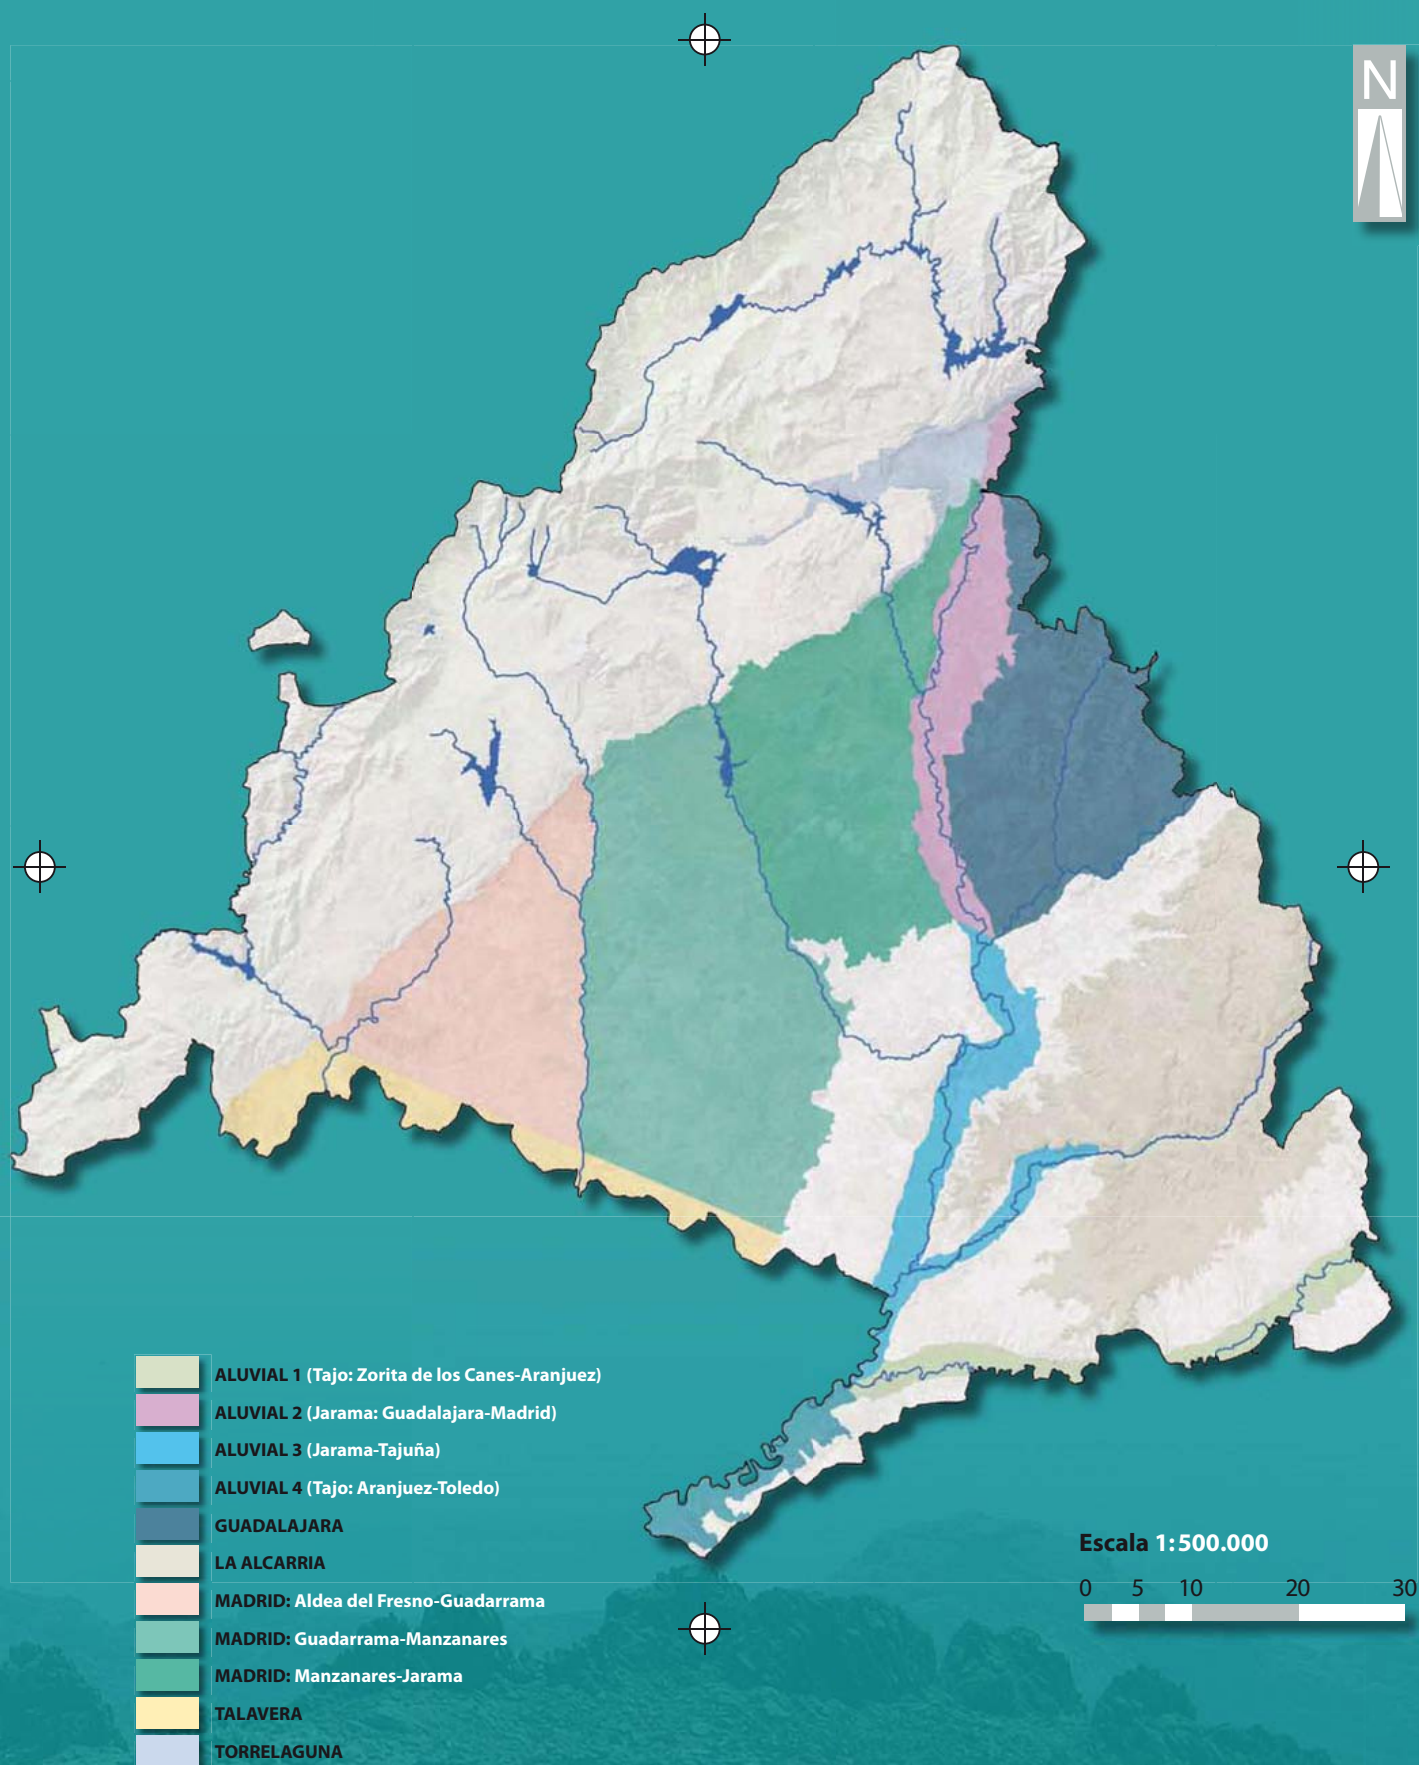 N
ALUVIAL 1 (Tajo: Zorita de los Canes-Aranjuez)
ALUVIAL 2 (Jarama: Guadalajara-Madrid)
ALUVIAL 3 (Jarama-Tajuña)
ALUVIAL 4 (Tajo: Aranjuez-Toledo)
GUADALAJARA
LA ALCARRIA
MADRID: Aldea del Fresno-Guadarrama
MADRID: Guadarrama-Manzanares
MADRID: Manzanares-Jarama
TALAVERA
TORRELAGUNA
Escala 1:500.000
0 5 10 20 30